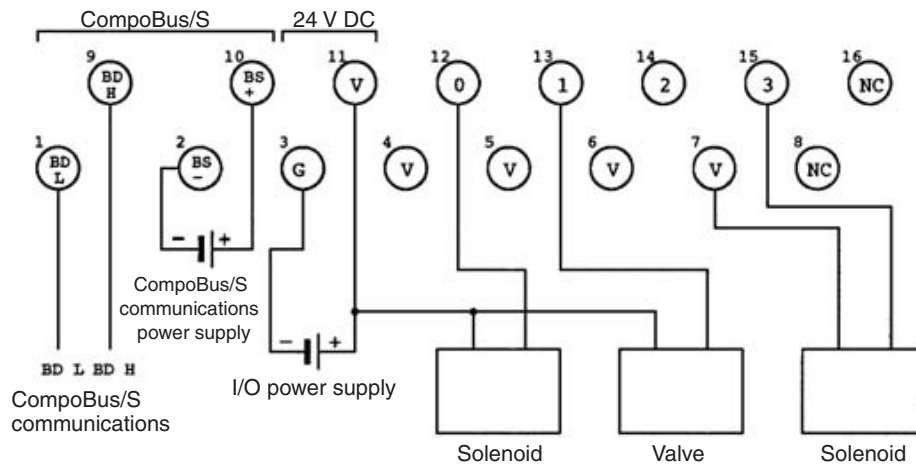 CompoBus/S 24 V DC
9 10 11 12 13 14 15 16
BD H BS + V 0 1 2 3 NC
1 2 3 4 5 6 7 8
BD L BS – G V V V V NC
– +
CompoBus/S
communications
power supply
– +
I/O power supply
BD L BD H
CompoBus/S
communications
Solenoid Valve Solenoid